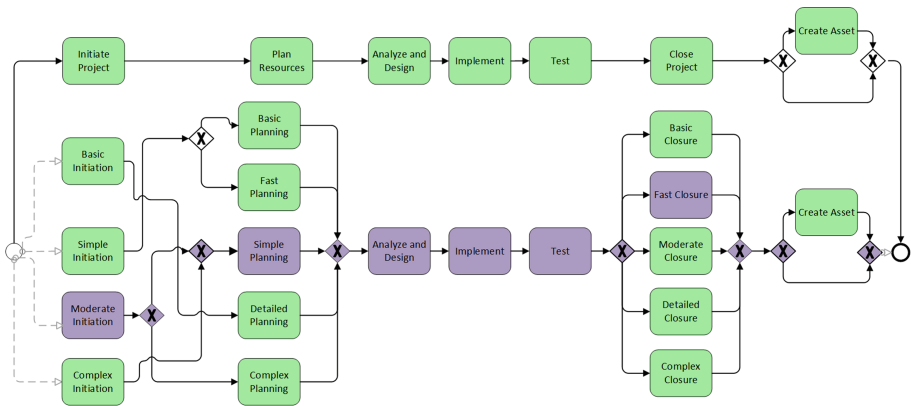 Initiate
Project
Plan
Resources
Analyze and
Design
Implement
Test
Close
Project
Create Asset
Basic
Planning
Basic
Initiation
Fast
Planning
Basic
Closure
Fast Closure
Simple
Initiation
Simple
Planning
Analyze and
Design
Implement
Test
Moderate
Closure
Create Asset
Moderate
Initiation
Detailed
Planning
Detailed
Closure
Complex
Initiation
Complex
Planning
Complex
Closure